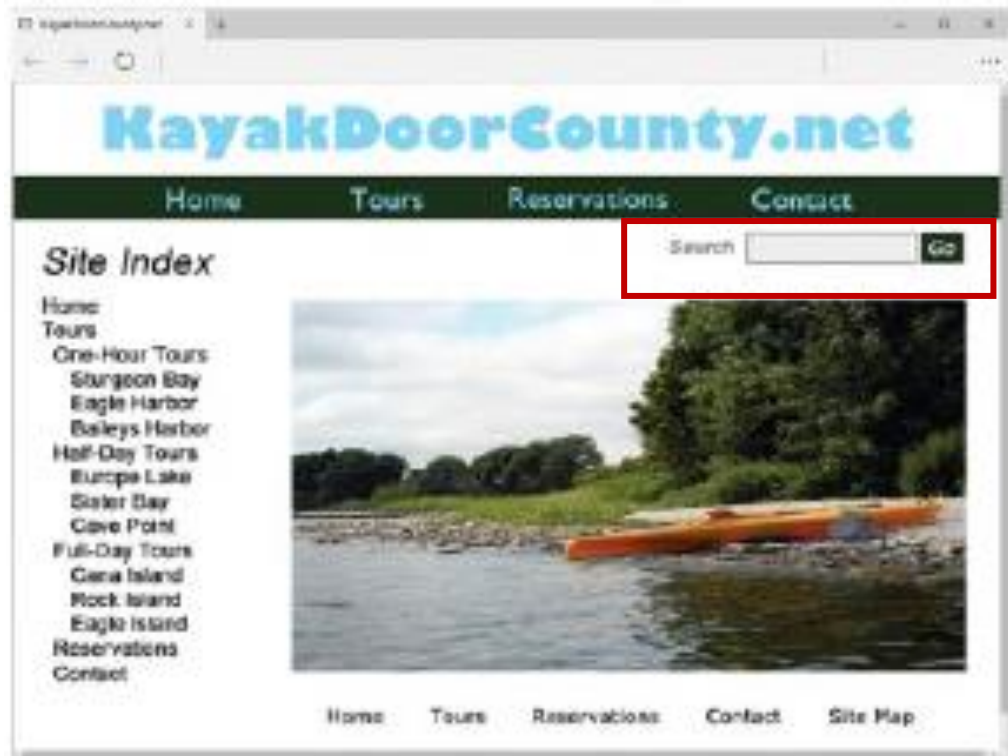 KayakDoorCounty.net
Home Tours Reservations Contact
Search Go
Site Index
Home
Tours
One-Hour Tours
Sturgeon Bay
Eagle Harbor
Baileys Harbor
Half-Day Tours
Europe Lake
Sister Bay
Cave Point
Full-Day Tours
Cana Island
Rock Island
Eagle Island
Reservations
Contact
Home Tours Reservations Contact Site Map